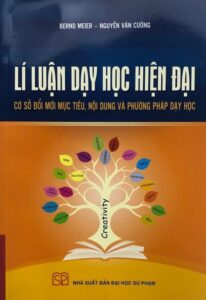 BERND MEIER – NGUYỄN VĂN CƯỜNG
LÍ LUẬN DẠY HỌC HIỆN ĐẠI
CƠ SỞ ĐỔI MỚI MỤC TIÊU, NỘI DUNG VÀ PHƯƠNG PHÁP DẠY HỌC
Creativity
SP
NHÀ XUẤT BẢN ĐẠI HỌC SƯ PHẠM